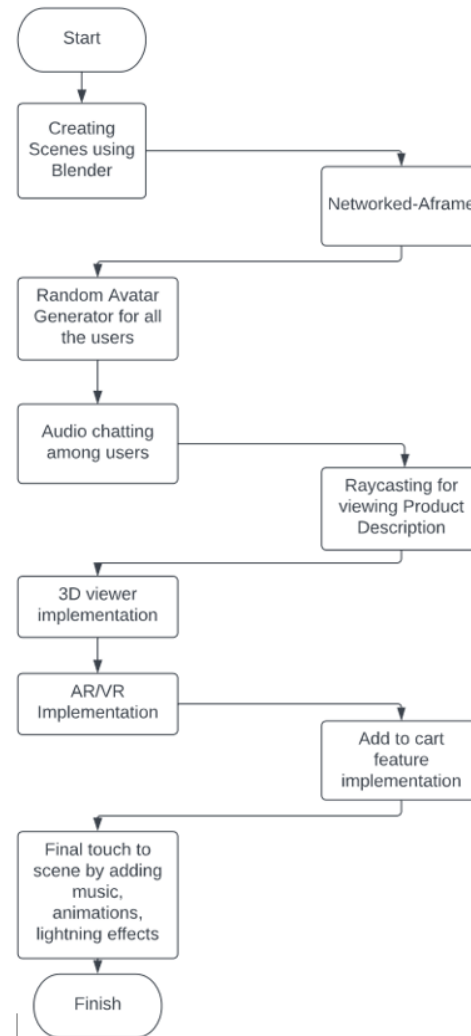 Start
Creating
Scenes using
Blender
Networked-Aframe
Random Avatar
Generator for all
the users
Audio chatting
among users
Raycasting for
viewing Product
Description
3D viewer
implementation
AR/VR
Implementation
Add to cart
feature
implementation
Final touch to
scene by adding
music,
animations,
lightning effects
Finish